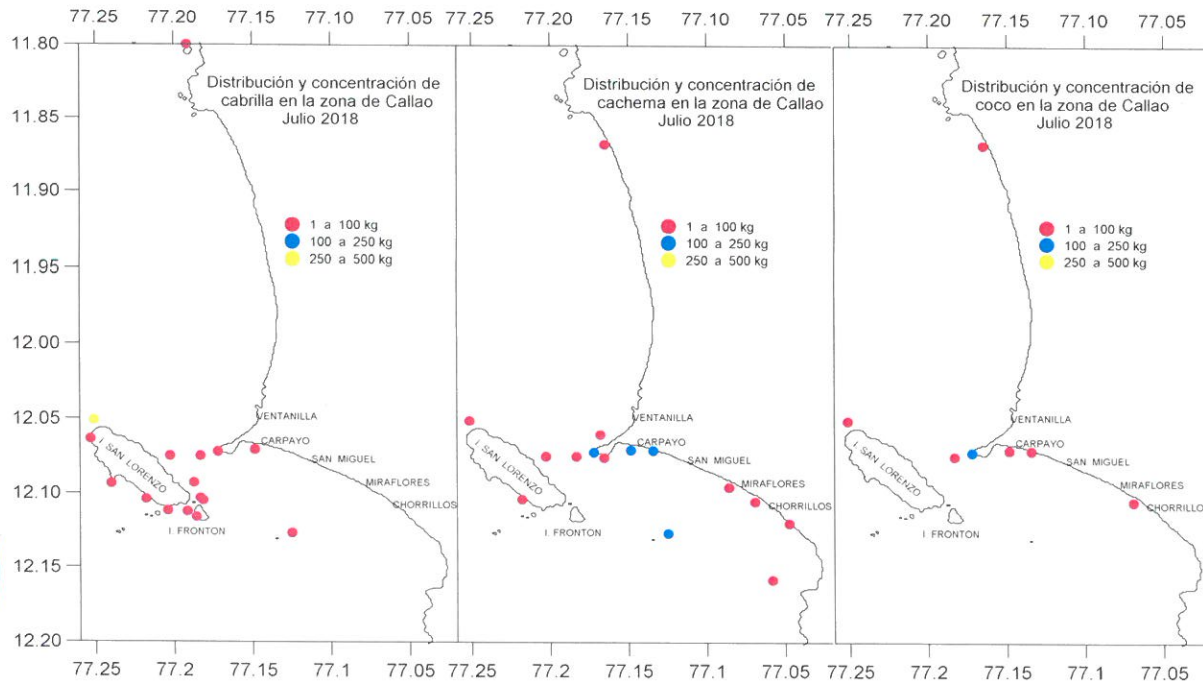 77.25 77.20 77.15 77.10 77.05 77.25 77.20 77.15 77.10 77.05 77.25 77.20 77.15 77.10 77.05
11.80
11.85
11.90
11.95
12.00
12.05
12.10
12.15
12.20
Distribución y concentración de
cabrilla en la zona de Callao
Julio 2018
1 a 100 kg
100 a 250 kg
250 a 500 kg
VENTANILLA
CARPAYO
SAN MIGUEL
MIRAFLORES
CHORRILLOS
I. SAN LORENZO
I. FRONTON
Distribución y concentración de
cachema en la zona de Callao
Julio 2018
1 a 100 kg
100 a 250 kg
250 a 500 kg
VENTANILLA
CARPAYO
SAN MIGUEL
MIRAFLORES
CHORRILLOS
I. SAN LORENZO
I. FRONTON
Distribución y concentración de
coco en la zona de Callao
Julio 2018
1 a 100 kg
100 a 250 kg
250 a 500 kg
VENTANILLA
CARPAYO
SAN MIGUEL
MIRAFLORES
CHORRILLOS
I. SAN LORENZO
I. FRONTON
77.25 77.2 77.15 77.1 77.05 77.25 77.2 77.15 77.1 77.05 77.25 77.2 77.15 77.1 77.05